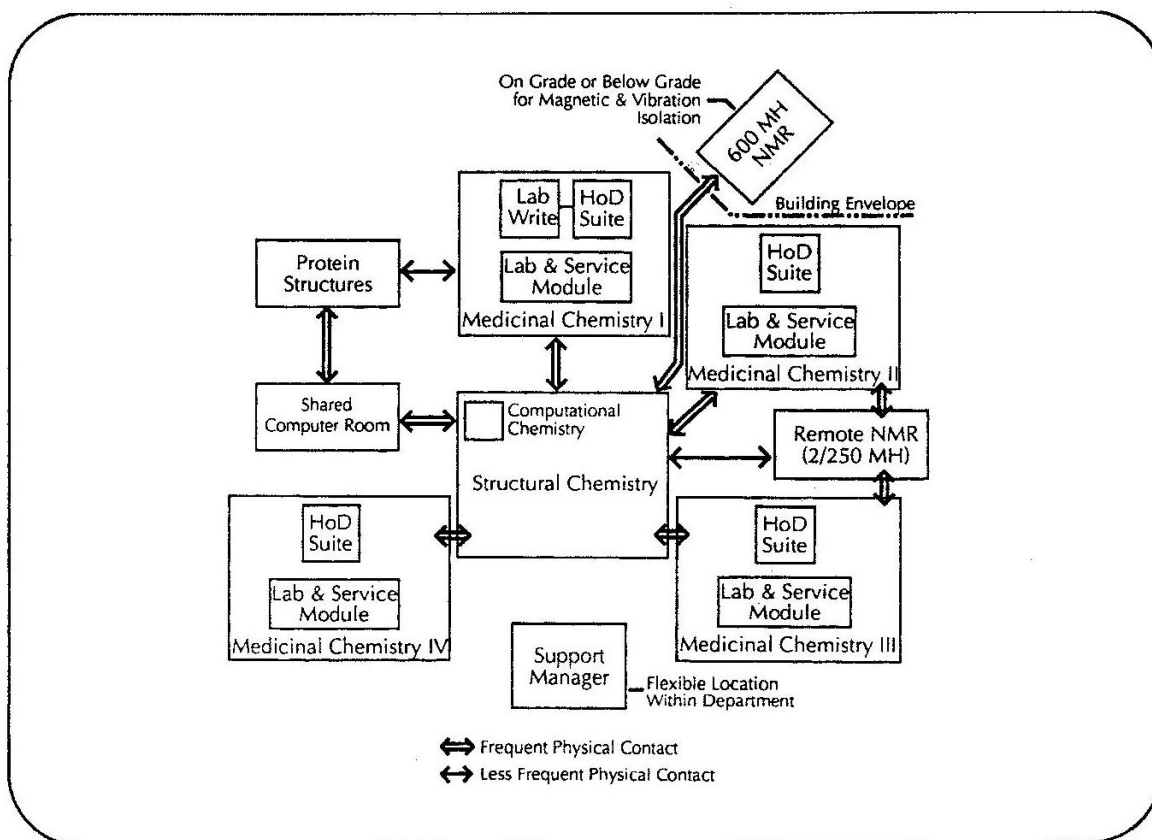 On Grade or Below Grade
for Magnetic & Vibration
Isolation
600 MH
NMR
Building Envelope
Lab
Write
HoD
Suite
Lab & Service
Module
Medicinal Chemistry I
Protein
Structures
HoD
Suite
Lab & Service
Module
Medicinal Chemistry II
Shared
Computer Room
Computational
Chemistry
Structural Chemistry
Remote NMR
(2/250 MH)
HoD
Suite
Lab & Service
Module
Medicinal Chemistry IV
HoD
Suite
Lab & Service
Module
Medicinal Chemistry III
Support
Manager
Flexible Location
Within Department
Frequent Physical Contact
Less Frequent Physical Contact